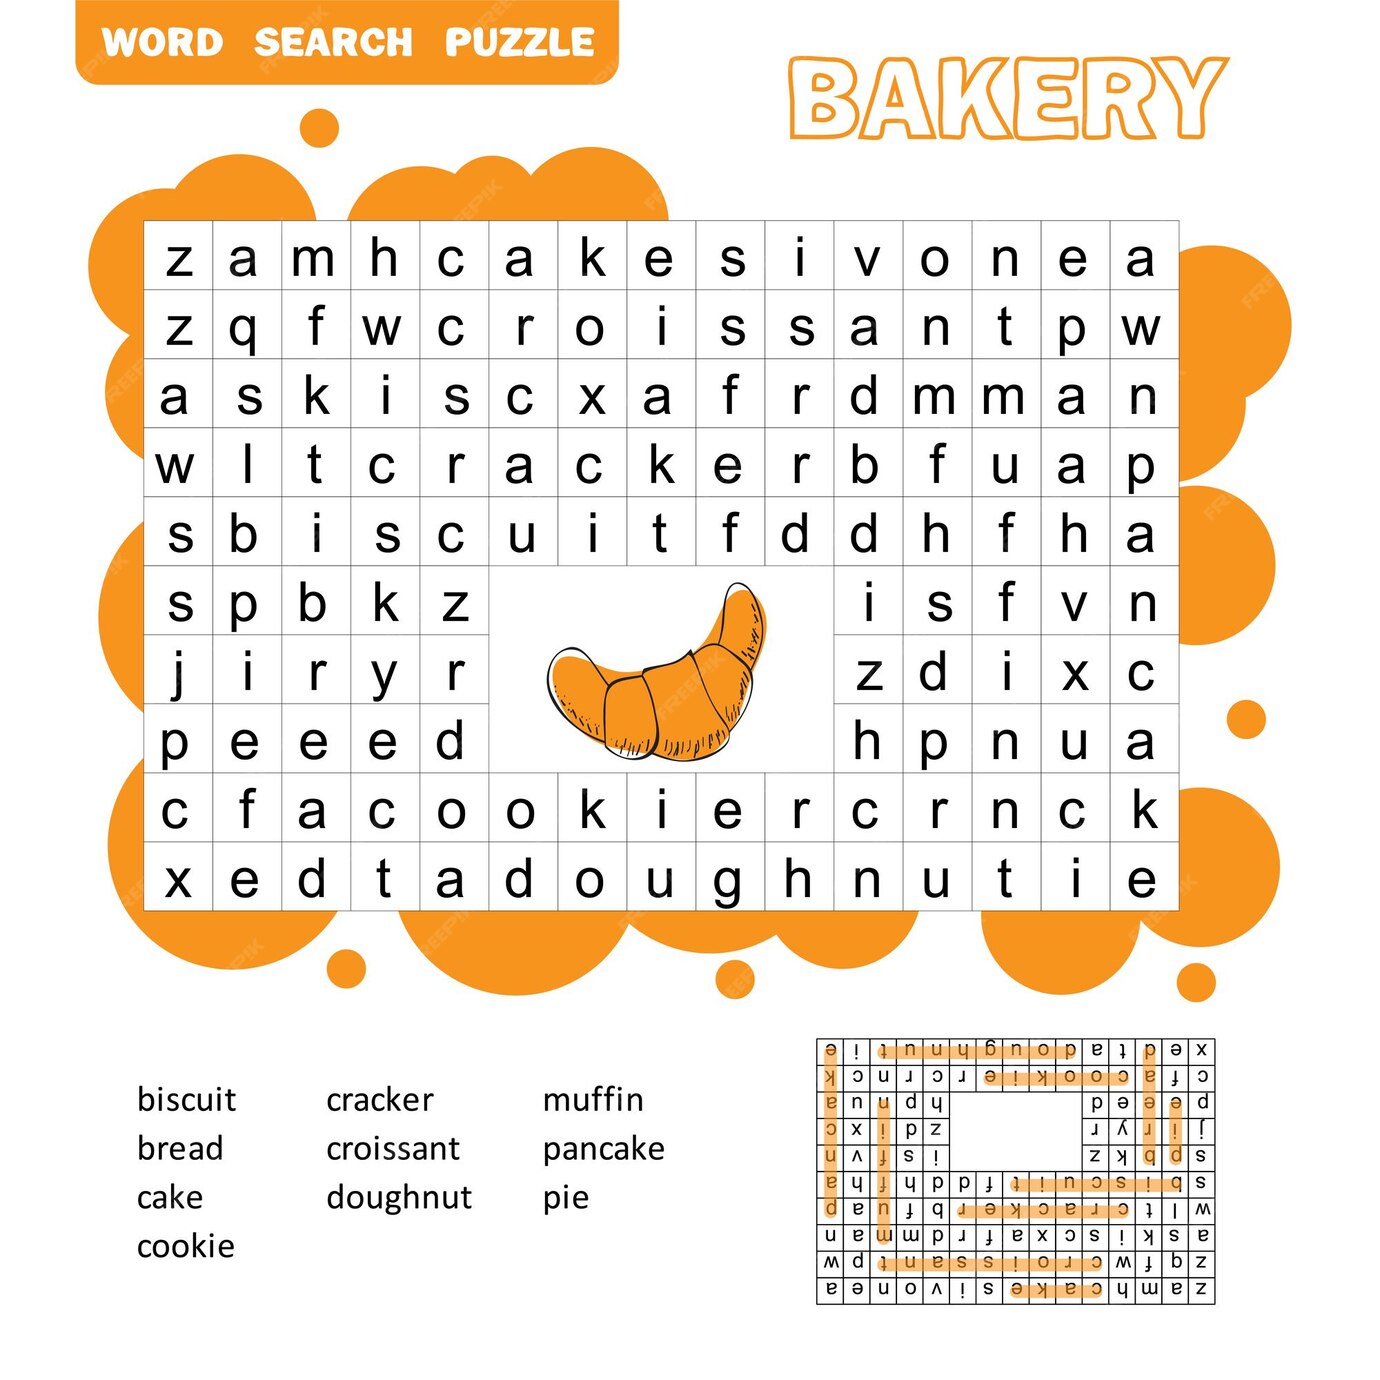 WORD SEARCH PUZZLE
BAKERY
z a m h c a k e s i v o n e a
z q f w c r o i s s a n t p w
a s k i s c x a f r d m m a n
w l t c r a c k e r b f u a p
s b i s c u i t f d d h f h a
s p b k z i s f v n
j i r y r z d i x c
p e e e d h p n u a
c f a c o o k i e r c r n c k
x e d t a d o u g h n u t i e
biscuit cracker muffin
bread croissant pancake
cake doughnut pie
cookie
e i t u n h g u o d a t d e x
k c n r c r e i k o o c a f c
a u n p h d e e e p
c x i d z r y r i j
n v f s i z k b p s
a h f h d d f t i u c s i b s
p a u f b r e k c a r c t l w
n a m m d r f a x c s i k s a
w p t n a s s i o r c w f q z
a e n o v i s e k a c h m a z